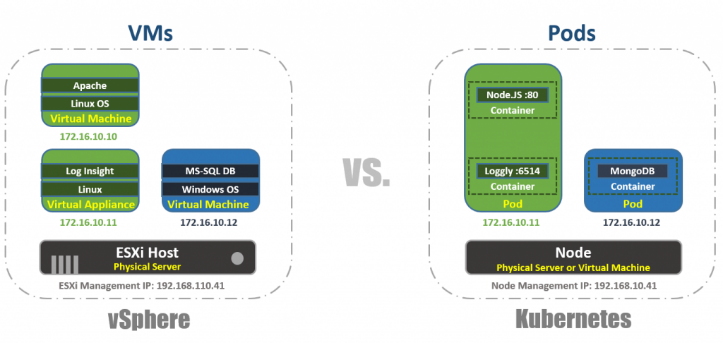 VMs
Apache
Linux OS
Virtual Machine
172.16.10.10
Log Insight
Linux
Virtual Appliance
172.16.10.11
MS-SQL DB
Windows OS
Virtual Machine
172.16.10.12
ESXi Host
Physical Server
ESXi Management IP: 192.168.110.41
vSphere
VS.
Pods
Node.JS :80
Container
Loggly :6514
Container
Pod
172.16.10.11
MongoDB
Container
Pod
172.16.10.12
Node
Physical Server or Virtual Machine
Node Management IP: 192.168.10.41
Kubernetes